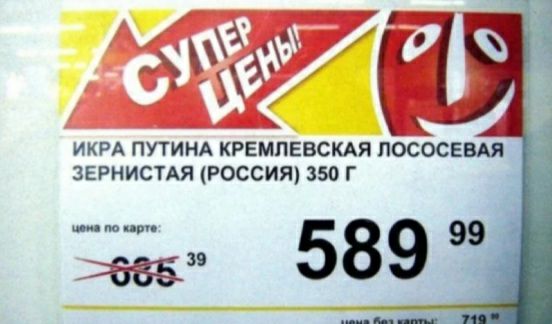 СУПЕР
ЦЕНЫ!
ИКРА ПУТИНА КРЕМЛЕВСКАЯ ЛОСОСЕВАЯ
ЗЕРНИСТАЯ (РОССИЯ) 350 Г
цена по карте:
685 39
589 99
цена без карты: 719 90